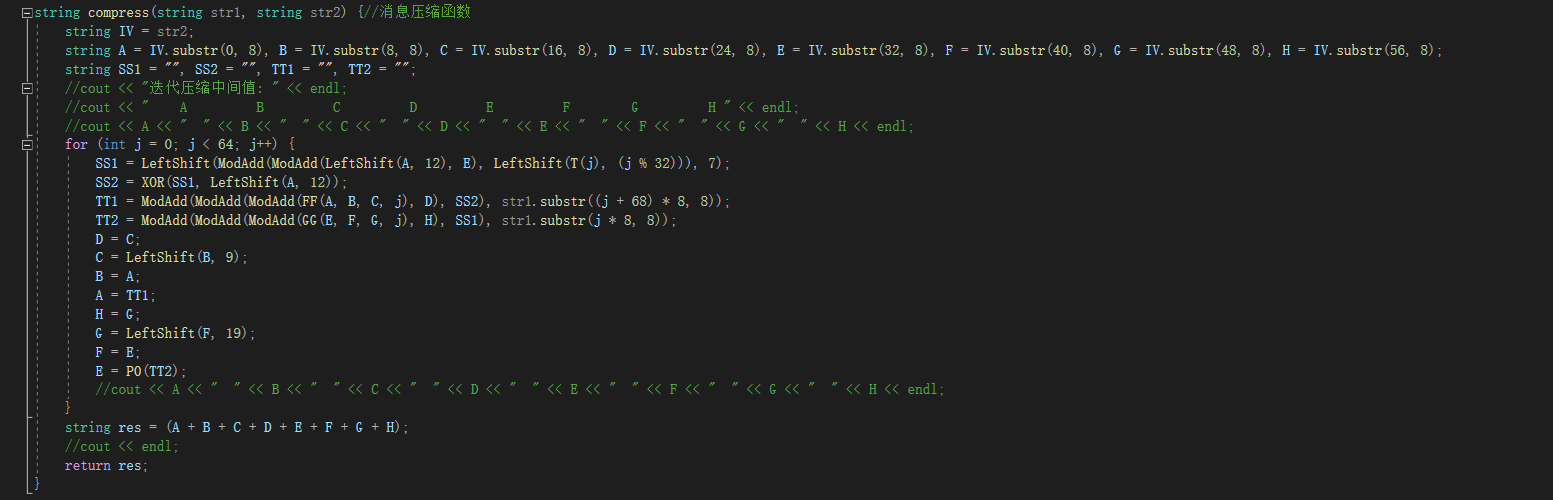 string compress(string str1, string str2) {//消息压缩函数
string IV = str2;
string A = IV.substr(0, 8), B = IV.substr(8, 8), C = IV.substr(16, 8), D = IV.substr(24, 8), E = IV.substr(32, 8), F = IV.substr(40, 8), G = IV.substr(48, 8), H = IV.substr(56, 8);
string SS1 = "", SS2 = "", TT1 = "", TT2 = "";
//cout << "迭代压缩中间值: " << endl;
//cout << "    A         B         C         D         E         F        G         H " << endl;
//cout << A << "  " << B << "  " << C << "  " << D << "  " << E << "  " << F << "  " << G << "  " << H << endl;
for (int j = 0; j < 64; j++) {
SS1 = LeftShift(ModAdd(ModAdd(LeftShift(A, 12), E), LeftShift(T(j), (j % 32))), 7);
SS2 = XOR(SS1, LeftShift(A, 12));
TT1 = ModAdd(ModAdd(ModAdd(FF(A, B, C, j), D), SS2), str1.substr((j + 68) * 8, 8));
TT2 = ModAdd(ModAdd(ModAdd(GG(E, F, G, j), H), SS1), str1.substr(j * 8, 8));
D = C;
C = LeftShift(B, 9);
B = A;
A = TT1;
H = G;
G = LeftShift(F, 19);
F = E;
E = P0(TT2);
//cout << A << "  " << B << "  " << C << "  " << D << "  " << E << "  " << F << "  " << G << "  " << H << endl;
}
string res = (A + B + C + D + E + F + G + H);
//cout << endl;
return res;
}